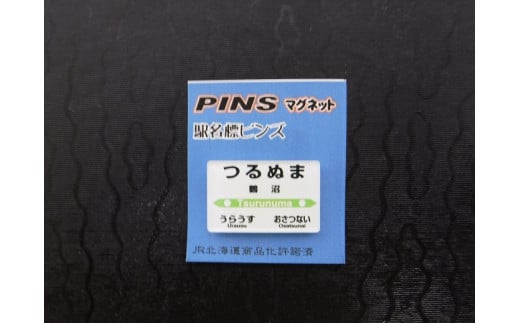 PINS マグネット
駅名標ピンズ
つるぬま
鶴沼
Tsurunuma
うらうす おさつない
Urausu Osatsunai
JR北海道商品化許諾済